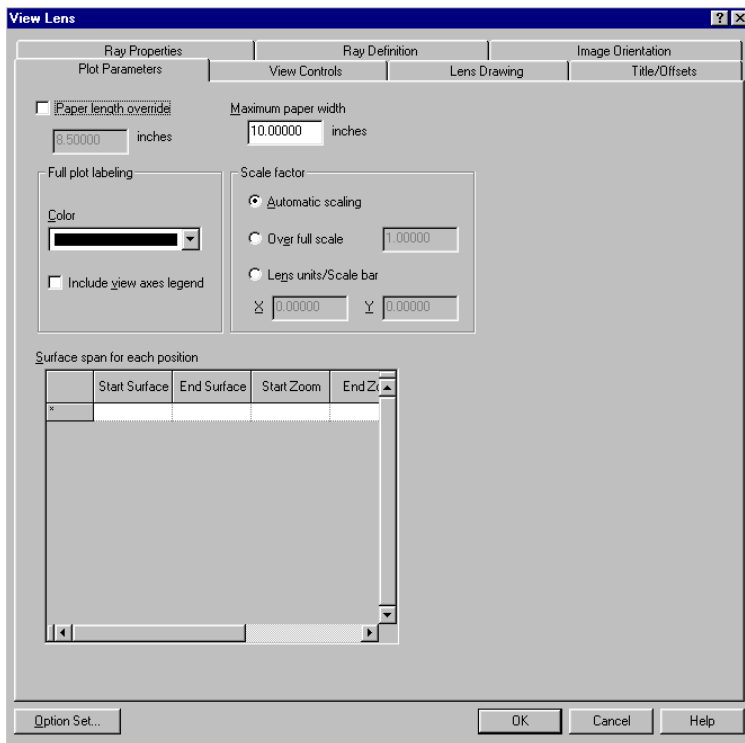 View Lens
Ray Properties Ray Definition Image Orientation
Plot Parameters View Controls Lens Drawing Title/Offsets
Paper length override Maximum paper width
8.50000 inches 10.00000 inches
Full plot labeling Scale factor
Automatic scaling
Color
Over full scale 1.00000
Include view axes legend Lens units/Scale bar
X 0.00000 Y 0.00000
Surface span for each position
Start Surface End Surface Start Zoom End Zo
*
Option Set... OK Cancel Help